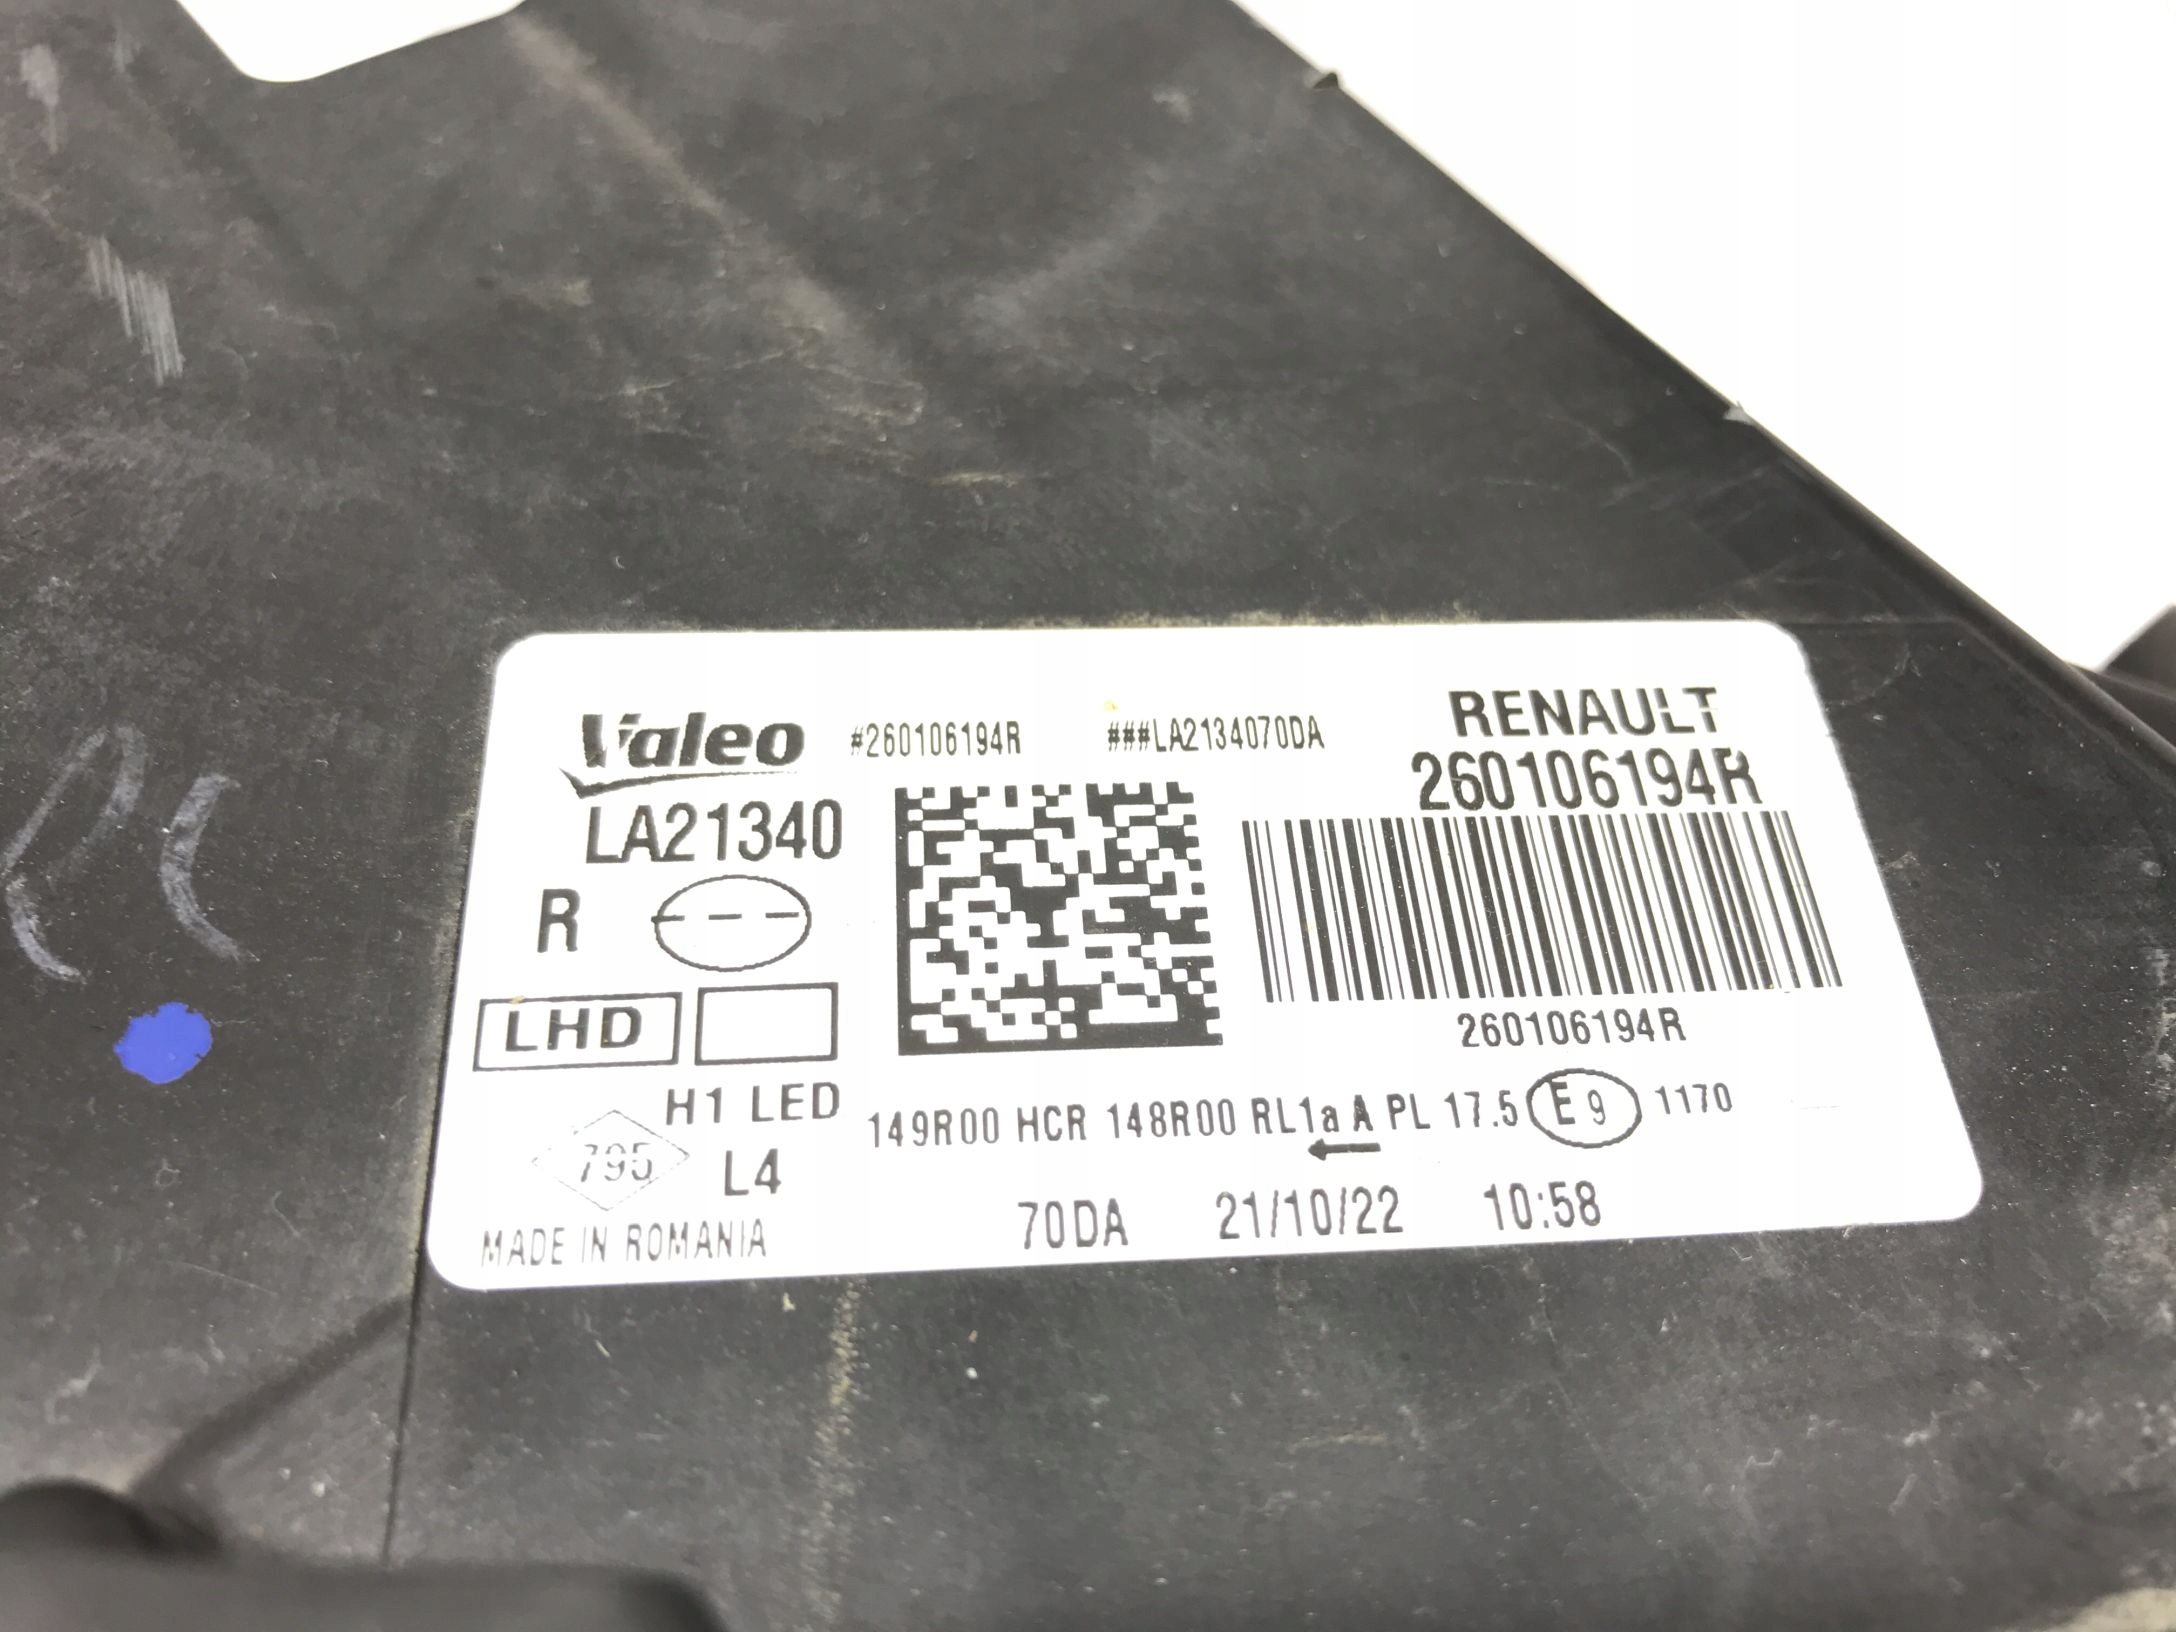 Valeo #260106194R ###LA2134070DA RENAULT
260106194R
LA21340
R
LHD
260106194R
H1 LED
149R00 HCR 148R00 RL1a A PL 17.5 E9 1170
795 L4
70DA 21/10/22 10:58
MADE IN ROMANIA